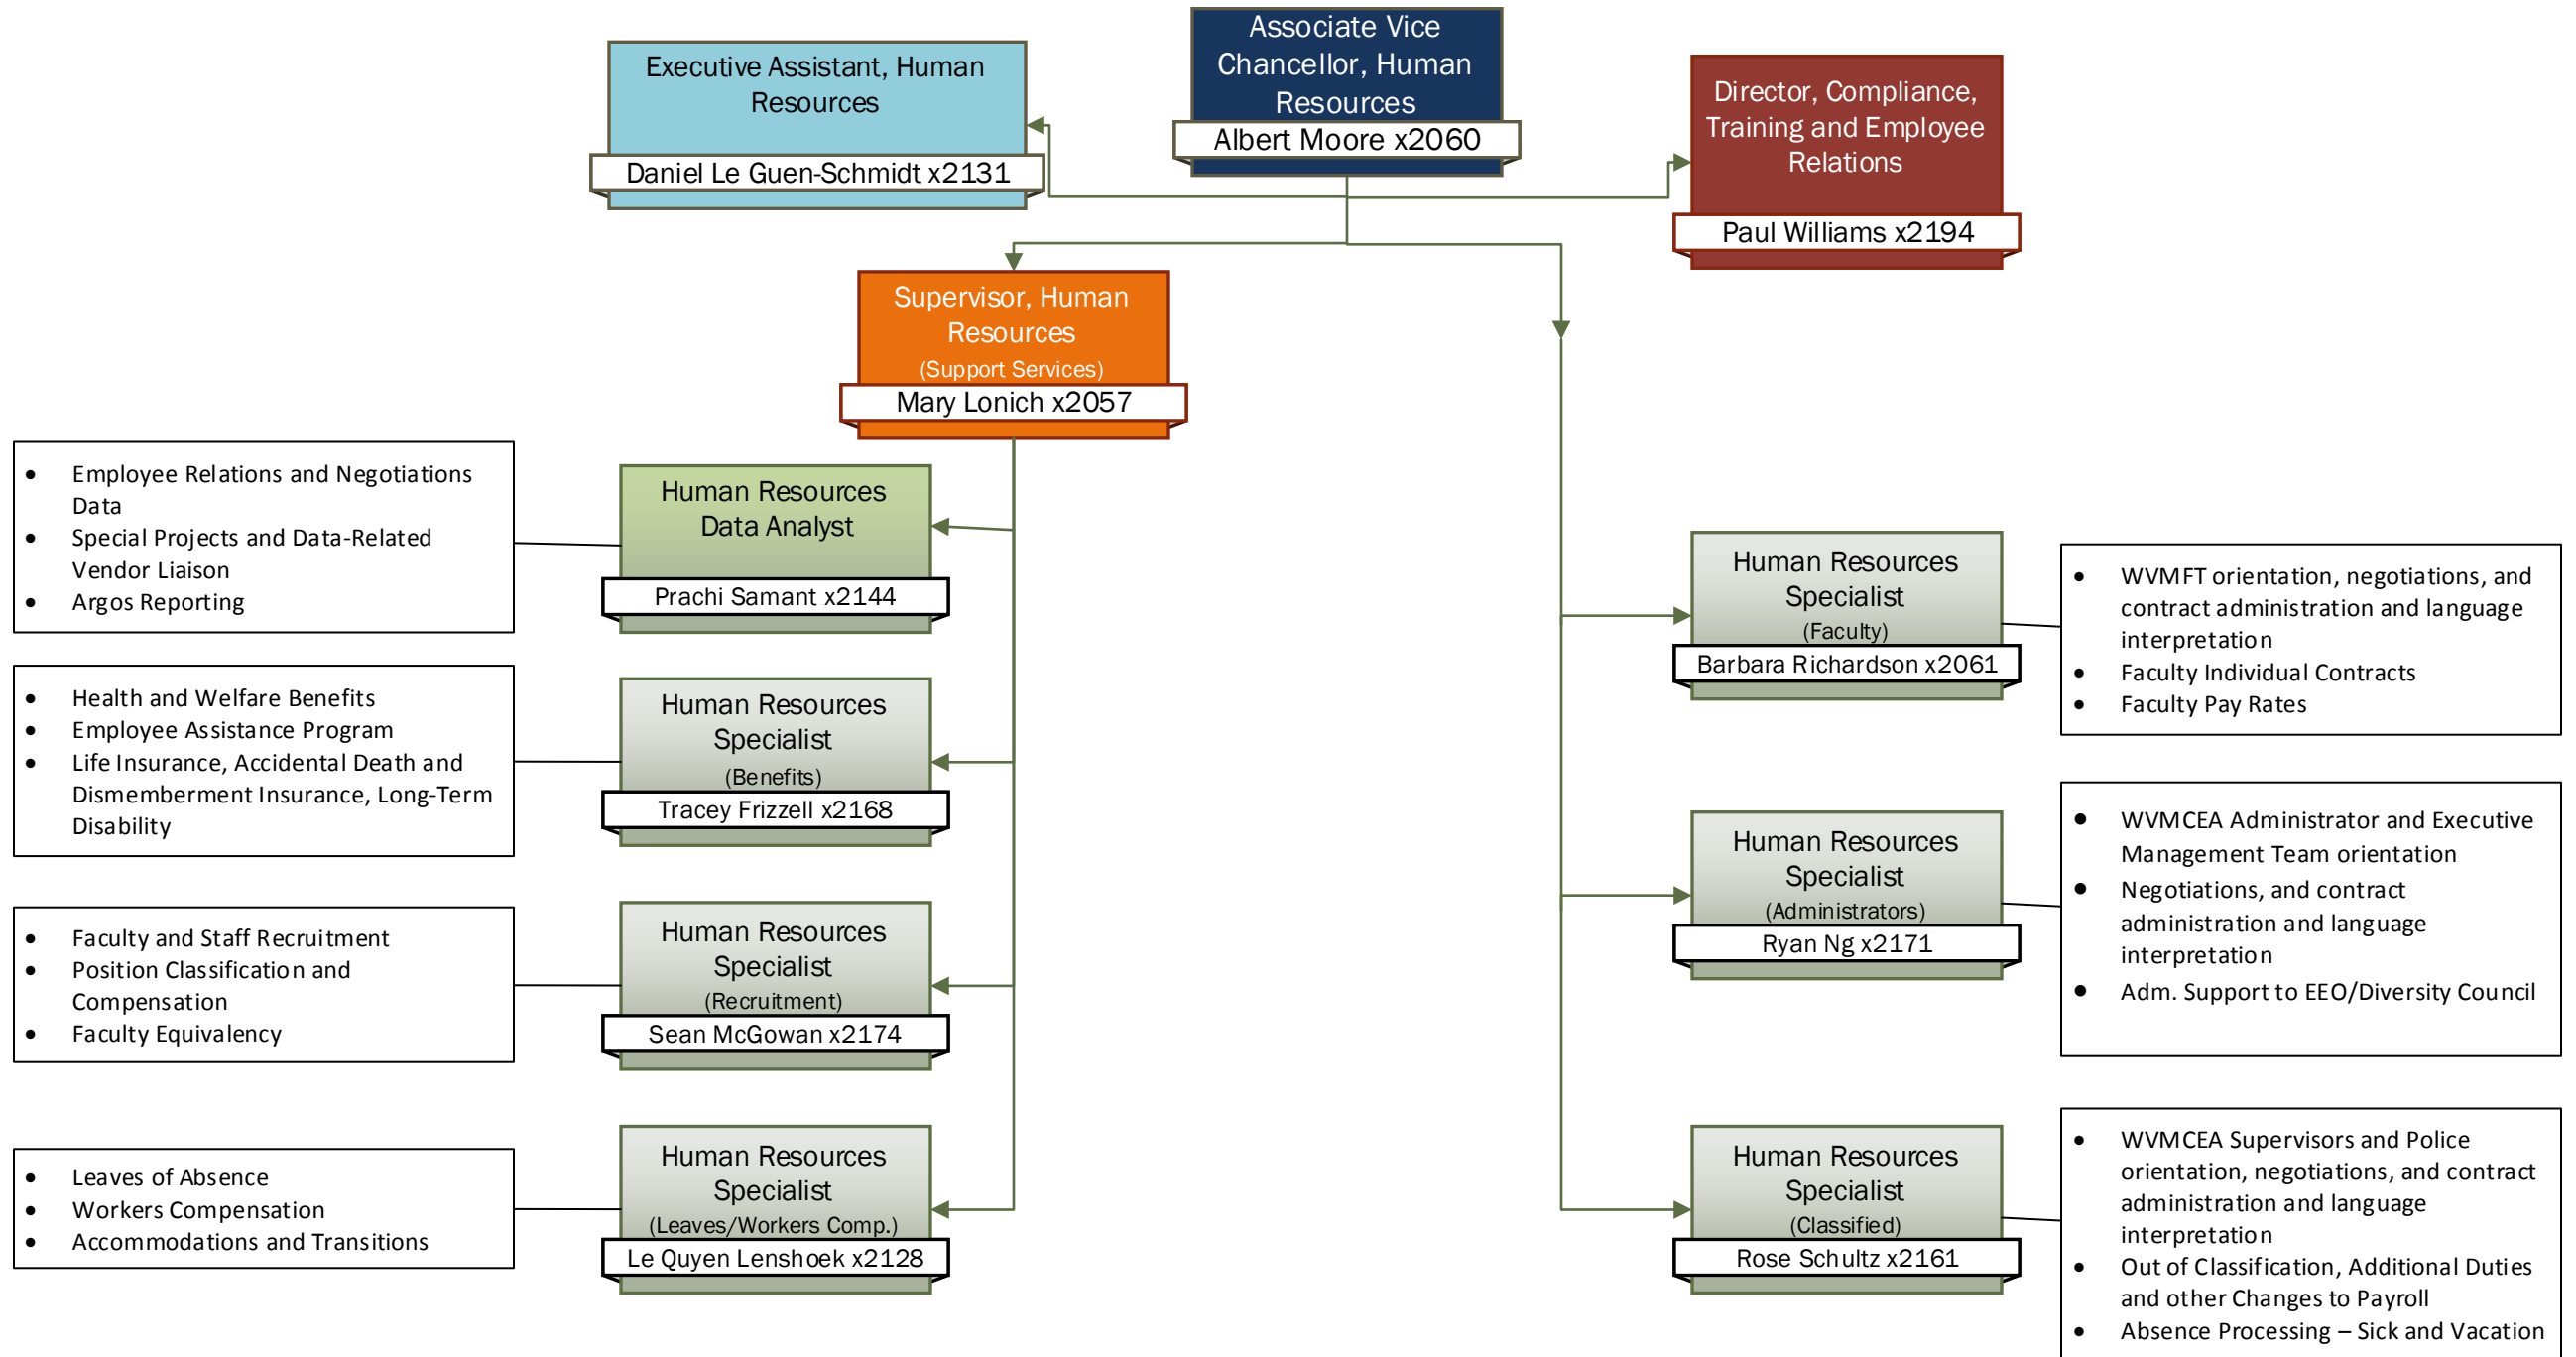 Associate Vice
Chancellor, Human
Resources
Albert Moore x2060
Executive Assistant, Human
Resources
Daniel Le Guen-Schmidt x2131
Director, Compliance,
Training and Employee
Relations
Paul Williams x2194
Supervisor, Human
Resources
(Support Services)
Mary Lonich x2057
• Employee Relations and Negotiations
Data
• Special Projects and Data-Related
Vendor Liaison
• Argos Reporting
Human Resources
Data Analyst
Prachi Samant x2144
• Health and Welfare Benefits
• Employee Assistance Program
• Life Insurance, Accidental Death and
Dismemberment Insurance, Long-Term
Disability
Human Resources
Specialist
(Benefits)
Tracey Frizzell x2168
• Faculty and Staff Recruitment
• Position Classification and
Compensation
• Faculty Equivalency
Human Resources
Specialist
(Recruitment)
Sean McGowan x2174
• Leaves of Absence
• Workers Compensation
• Accommodations and Transitions
Human Resources
Specialist
(Leaves/Workers Comp.)
Le Quyen Lenshoek x2128
Human Resources
Specialist
(Faculty)
Barbara Richardson x2061
• WVMFT orientation, negotiations, and
contract administration and language
interpretation
• Faculty Individual Contracts
• Faculty Pay Rates
Human Resources
Specialist
(Administrators)
Ryan Ng x2171
• WVMCEA Administrator and Executive
Management Team orientation
• Negotiations, and contract
administration and language
interpretation
• Adm. Support to EEO/Diversity Council
Human Resources
Specialist
(Classified)
Rose Schultz x2161
• WVMCEA Supervisors and Police
orientation, negotiations, and contract
administration and language
interpretation
• Out of Classification, Additional Duties
and other Changes to Payroll
• Absence Processing – Sick and Vacation